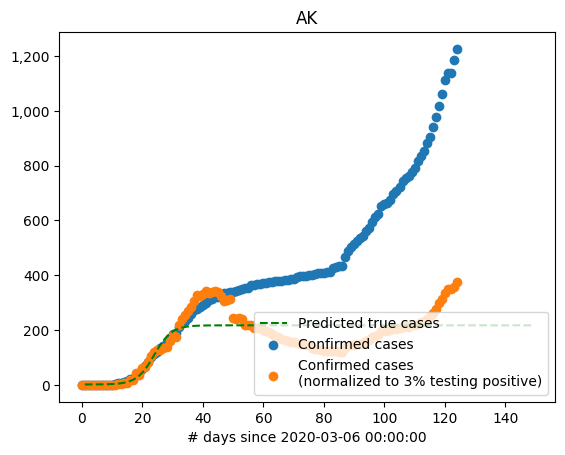 AK
1,200
1,000
800
600
400
200
0
Predicted true cases
Confirmed cases
Confirmed cases
(normalized to 3% testing positive)
0 20 40 60 80 100 120 140
# days since 2020-03-06 00:00:00